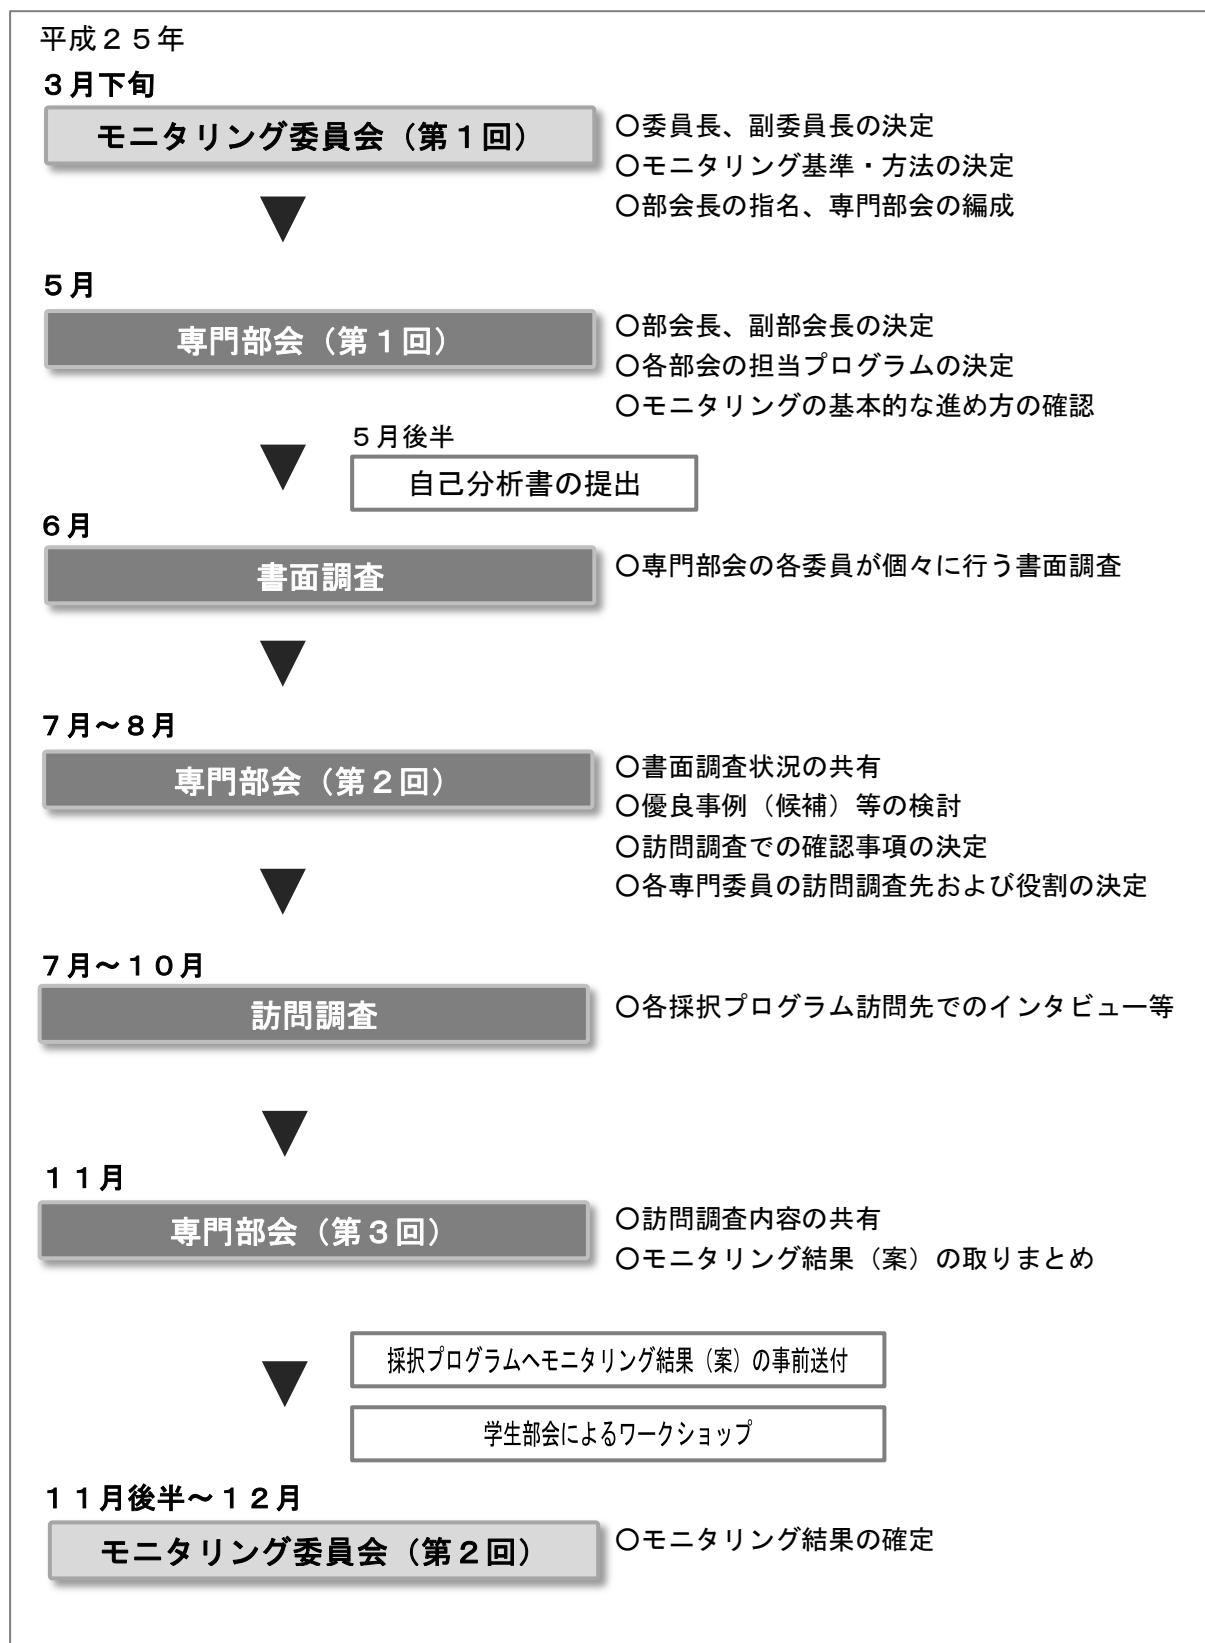 平成２５年
３月下旬
モニタリング委員会（第１回）
○委員長、副委員長の決定
○モニタリング基準・方法の決定
○部会長の指名、専門部会の編成
５月
専門部会（第１回）
○部会長、副部会長の決定
○各部会の担当プログラムの決定
○モニタリングの基本的な進め方の確認
５月後半
自己分析書の提出
６月
書面調査
○専門部会の各委員が個々に行う書面調査
７月～８月
専門部会（第２回）
○書面調査状況の共有
○優良事例（候補）等の検討
○訪問調査での確認事項の決定
○各専門委員の訪問調査先および役割の決定
７月～１０月
訪問調査
○各採択プログラム訪問先でのインタビュー等
１１月
専門部会（第３回）
○訪問調査内容の共有
○モニタリング結果（案）の取りまとめ
採択プログラムへモニタリング結果（案）の事前送付
学生部会によるワークショップ
１１月後半～１２月
モニタリング委員会（第２回）
○モニタリング結果の確定